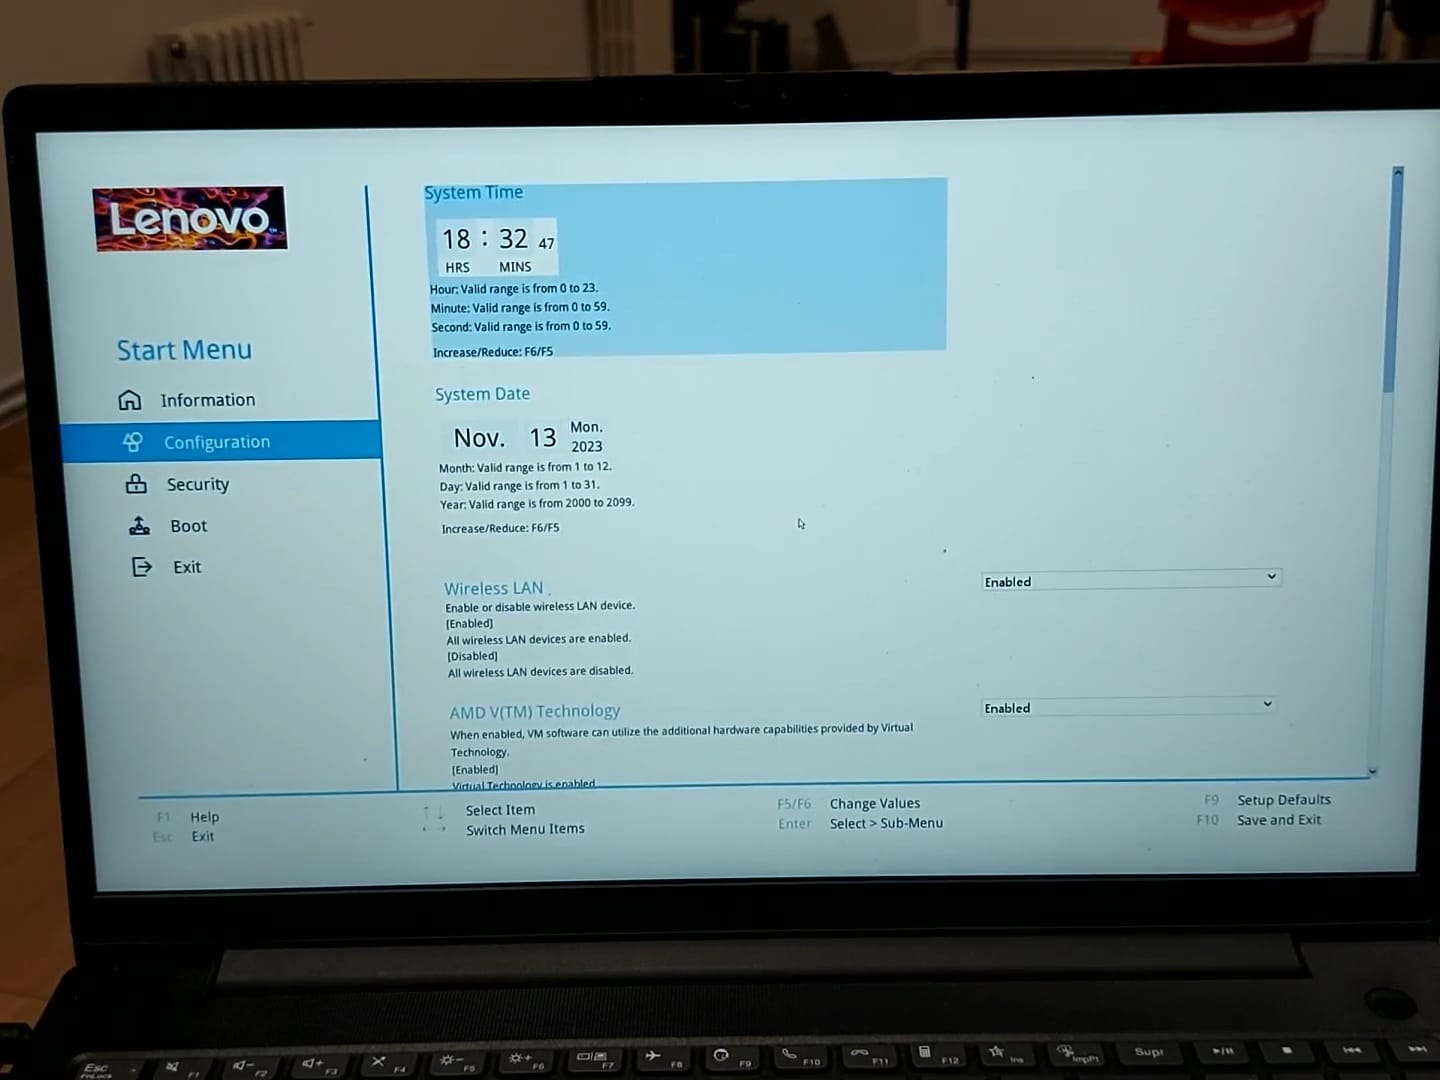 Lenovo
Start Menu
Information
Configuration
Security
Boot
Exit
System Time
18 : 32 47
HRS MINS
Hour: Valid range is from 0 to 23.
Minute: Valid range is from 0 to 59.
Second: Valid range is from 0 to 59.
Increase/Reduce: F6/F5
System Date
Nov. 13 Mon. 2023
Month: Valid range is from 1 to 12.
Day: Valid range is from 1 to 31.
Year: Valid range is from 2000 to 2099.
Increase/Reduce: F6/F5
Wireless LAN Enabled
Enable or disable wireless LAN device.
[Enabled]
All wireless LAN devices are enabled.
[Disabled]
All wireless LAN devices are disabled.
AMD V(TM) Technology Enabled
When enabled, VM software can utilize the additional hardware capabilities provided by Virtual
Technology.
[Enabled]
Virtual Technology is enabled
F1 Help
Esc Exit
↑ ↓ Select Item
← → Switch Menu Items
F5/F6 Change Values
Enter Select > Sub-Menu
F9 Setup Defaults
F10 Save and Exit
Esc F1 F2 F3 F4 F5 F6 F7 F8 F9 F10 F11 F12 Ins ImpPt Supr
FnLock